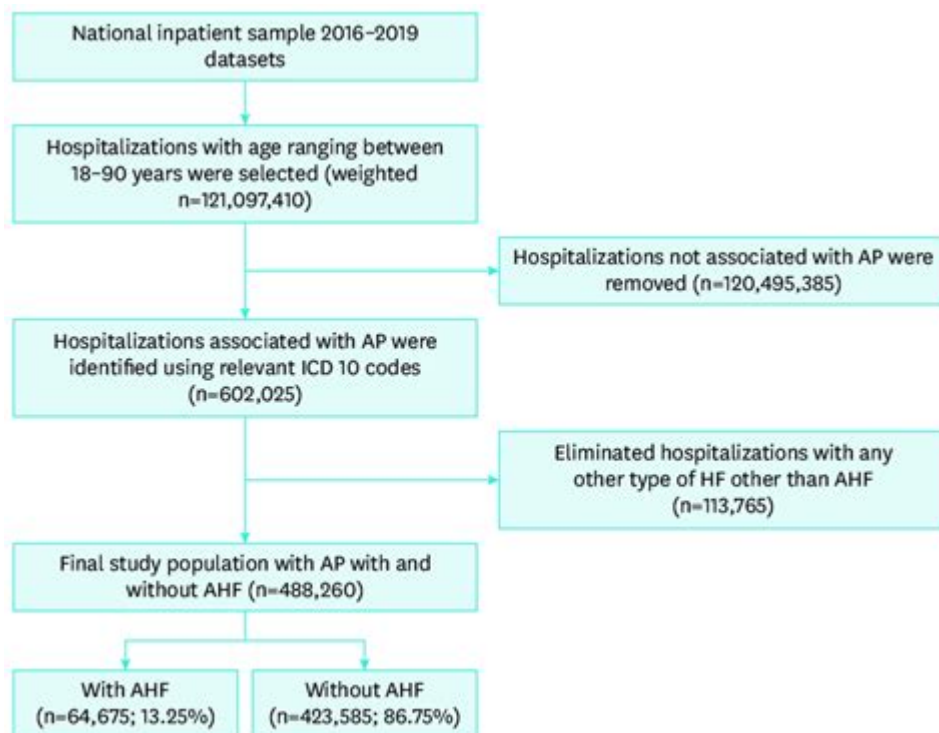 National inpatient sample 2016–2019
datasets
Hospitalizations with age ranging between
18–90 years were selected (weighted
n=121,097,410)
Hospitalizations not associated with AP were
removed (n=120,495,385)
Hospitalizations associated with AP were
identified using relevant ICD 10 codes
(n=602,025)
Eliminated hospitalizations with any
other type of HF other than AHF
(n=113,765)
Final study population with AP with and
without AHF (n=488,260)
With AHF
(n=64,675; 13.25%)
Without AHF
(n=423,585; 86.75%)